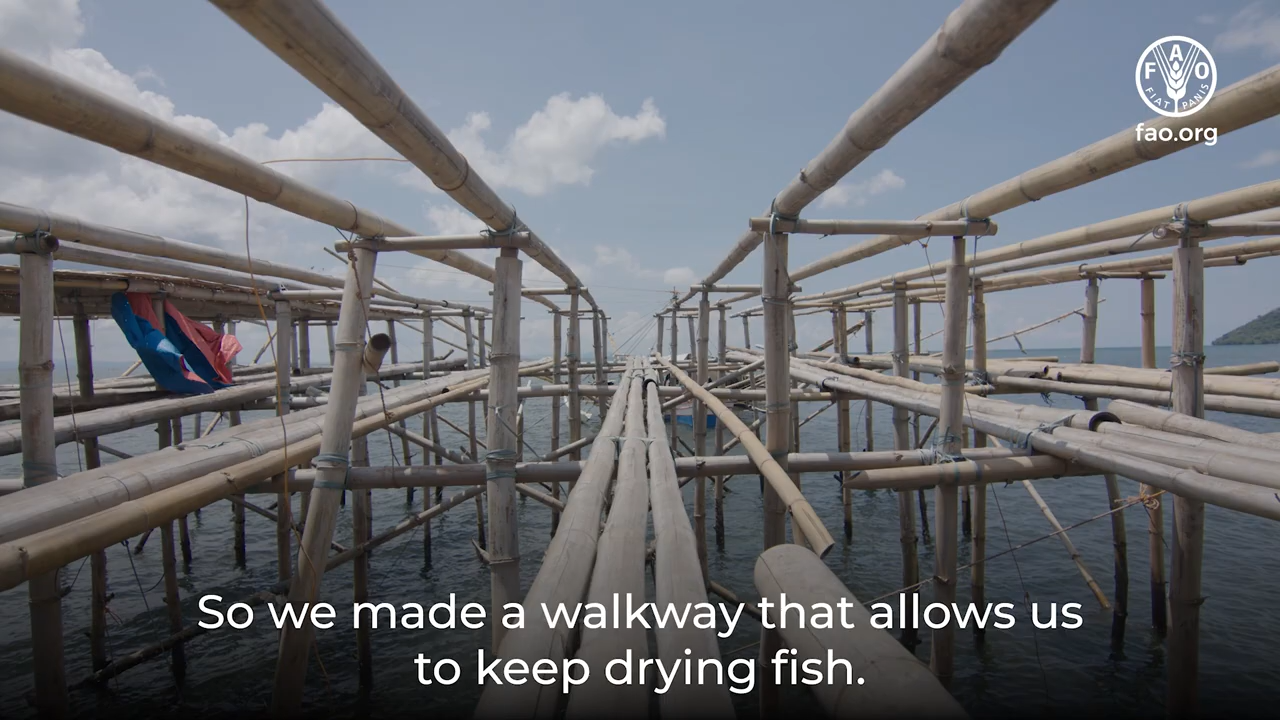 F A O
FIAT PANIS
fao.org
So we made a walkway that allows us
to keep drying fish.